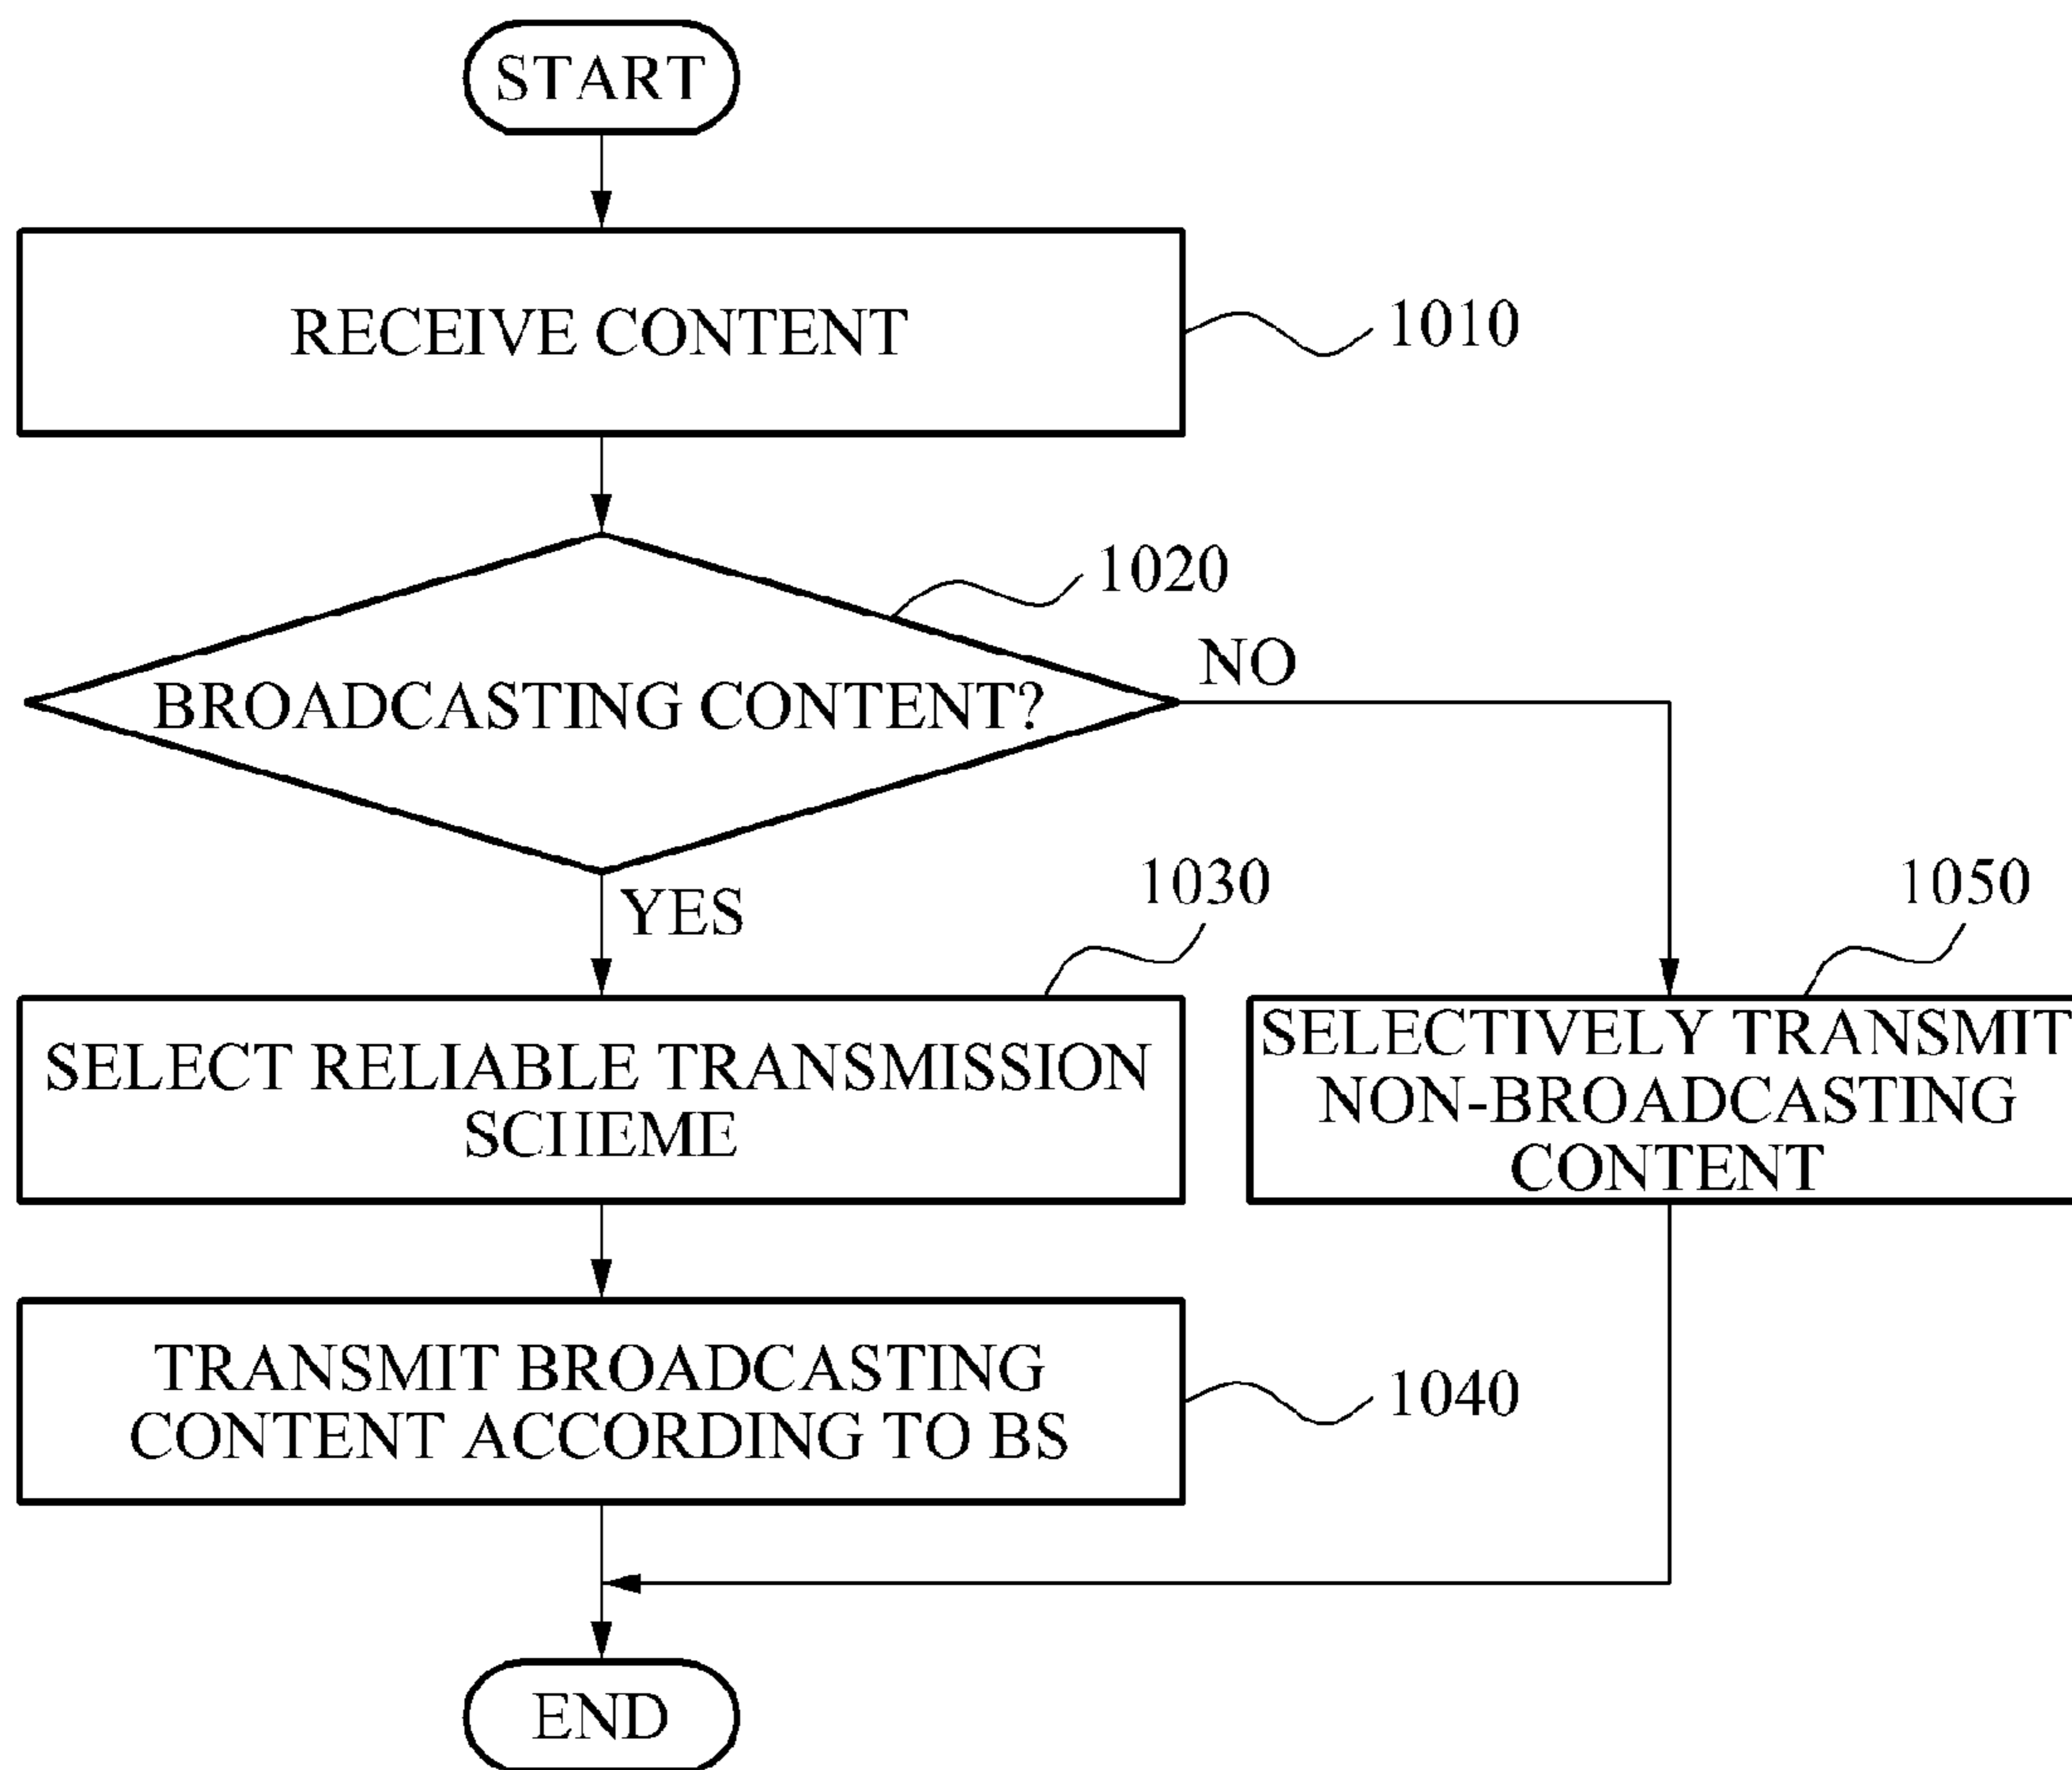 START
RECEIVE CONTENT
1010
1020
BROADCASTING CONTENT?
NO
YES
1030
1050
SELECT RELIABLE TRANSMISSION
SCHEME
SELECTIVELY TRANSMIT
NON-BROADCASTING
CONTENT
TRANSMIT BROADCASTING
CONTENT ACCORDING TO BS
1040
END